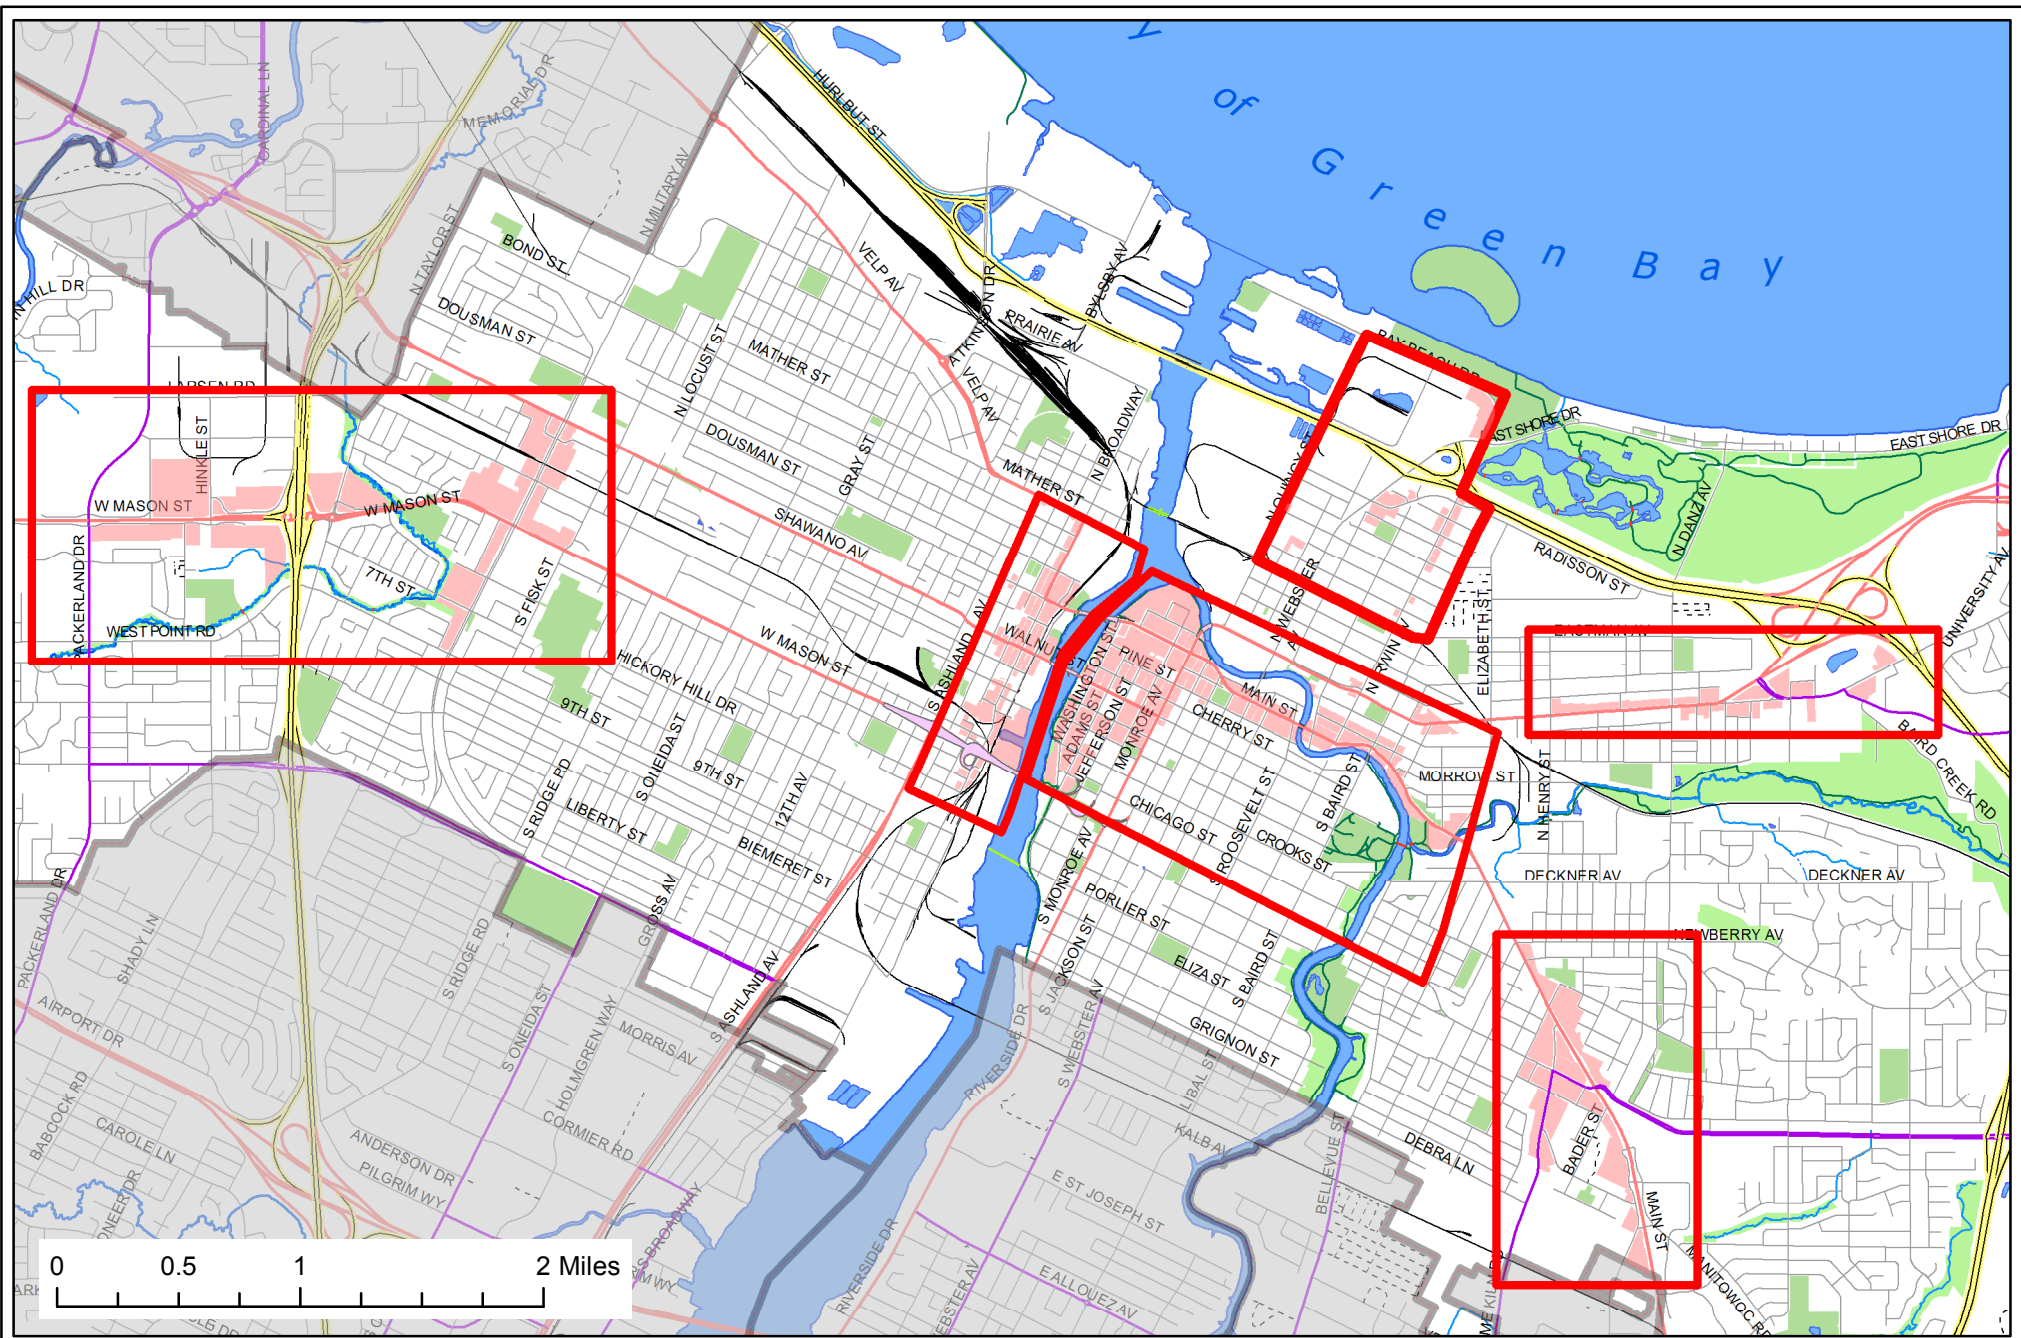 y
of
Green
Bay
HURLBUT ST
CARDINAL LN
MEMORIAL DR
N MILITARY AV
N TAYLOR ST
BOND ST
DOUSMAN ST
VELP AV
ATKINSON DR
BYLSBY AV
PRAIRIE AV
N LOCUST ST
MATHER ST
VELP AV
N BROADWAY
BAY BEACH RD
EAST SHORE DR
LARSEN RD
HINKLE ST
W MASON ST
W MASON ST
DOUSMAN ST
GRAY ST
MATHER ST
N QUINCY ST
N DANZ AV
EAST SHORE DR
SHAWANO AV
RADISSON ST
UNIVERSITY AV
PACKERLAND DR
7TH ST
S FISK ST
WEST POINT RD
W MASON ST
S ASHLAND AV
WALNUT ST
WASHINGTON ST
PINE ST
N WEBSTER AV
N IRWIN AV
ELIZABETH ST
EASTMAN AV
HICKORY HILL DR
9TH ST
S ONEIDA ST
9TH ST
ADAMS ST
JEFFERSON ST
MONROE AV
MAIN ST
CHERRY ST
S RIDGE RD
LIBERTY ST
12TH AV
BIEMERET ST
CHICAGO ST
S ROOSEVELT ST
S BAIRD ST
CROOKS ST
MORROW ST
N HENRY ST
BAIRD CREEK RD
S MONROE AV
PORLIER ST
DECKNER AV
DECKNER AV
NEWBERRY AV
PACKERLAND DR
SHADY LN
S RIDGE RD
GROSS AV
S ASHLAND AV
S JACKSON ST
ELIZA ST
S BAIRD ST
AIRPORT DR
S ONEIDA ST
HOLMGREN WAY
MORRIS AV
RIVERSIDE DR
S WEBSTER AV
GRIGNON ST
LIBAL ST
BABCOCK RD
CAROLE LN
ANDERSON DR
PILGRIM WY
CORMIER RD
KALB AV
E ST JOSEPH ST
BELLEVUE ST
DEBRA LN
BADER ST
MAIN ST
MANITOWOC RD
S BROADWAY
RIVERSIDE DR
E ALLOUEZ AV
0 0.5 1 2 Miles